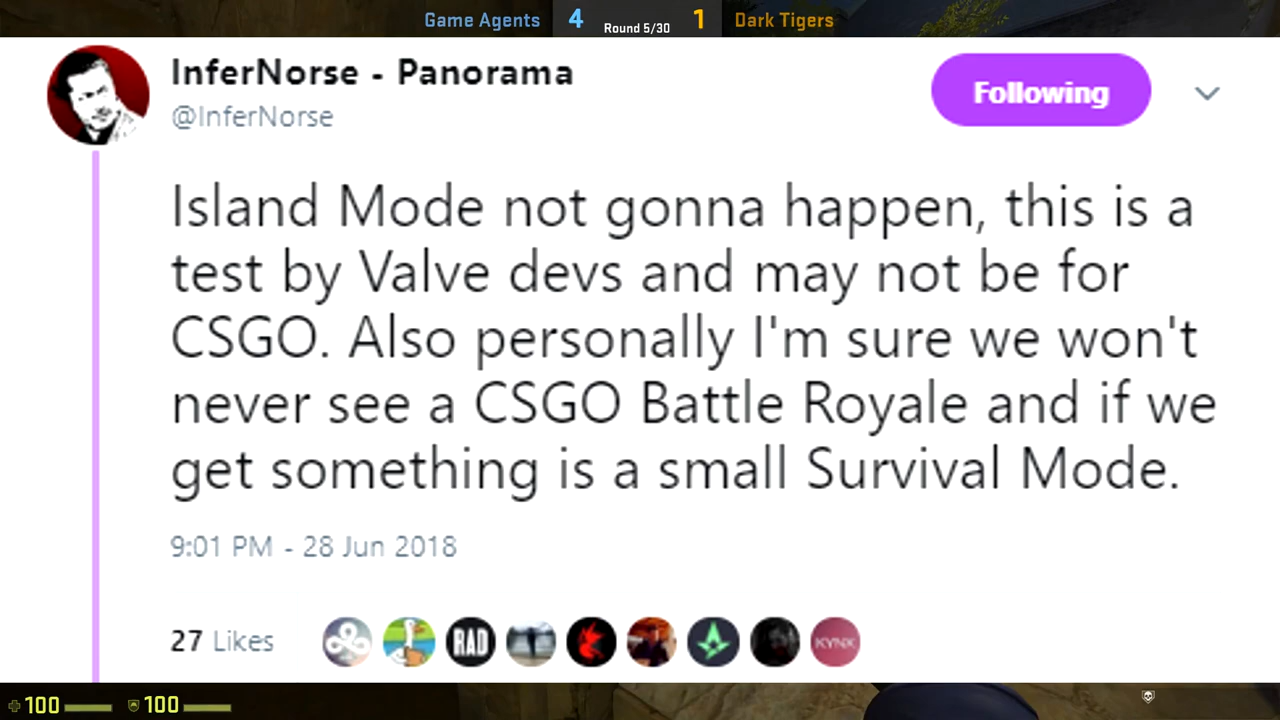 Game Agents 4 Round 5/30 1 Dark Tigers
InferNorse - Panorama
@InferNorse
Following
Island Mode not gonna happen, this is a
test by Valve devs and may not be for
CSGO. Also personally I'm sure we won't
never see a CSGO Battle Royale and if we
get something is a small Survival Mode.
9:01 PM - 28 Jun 2018
27 Likes
RAD
KYNX
100 100